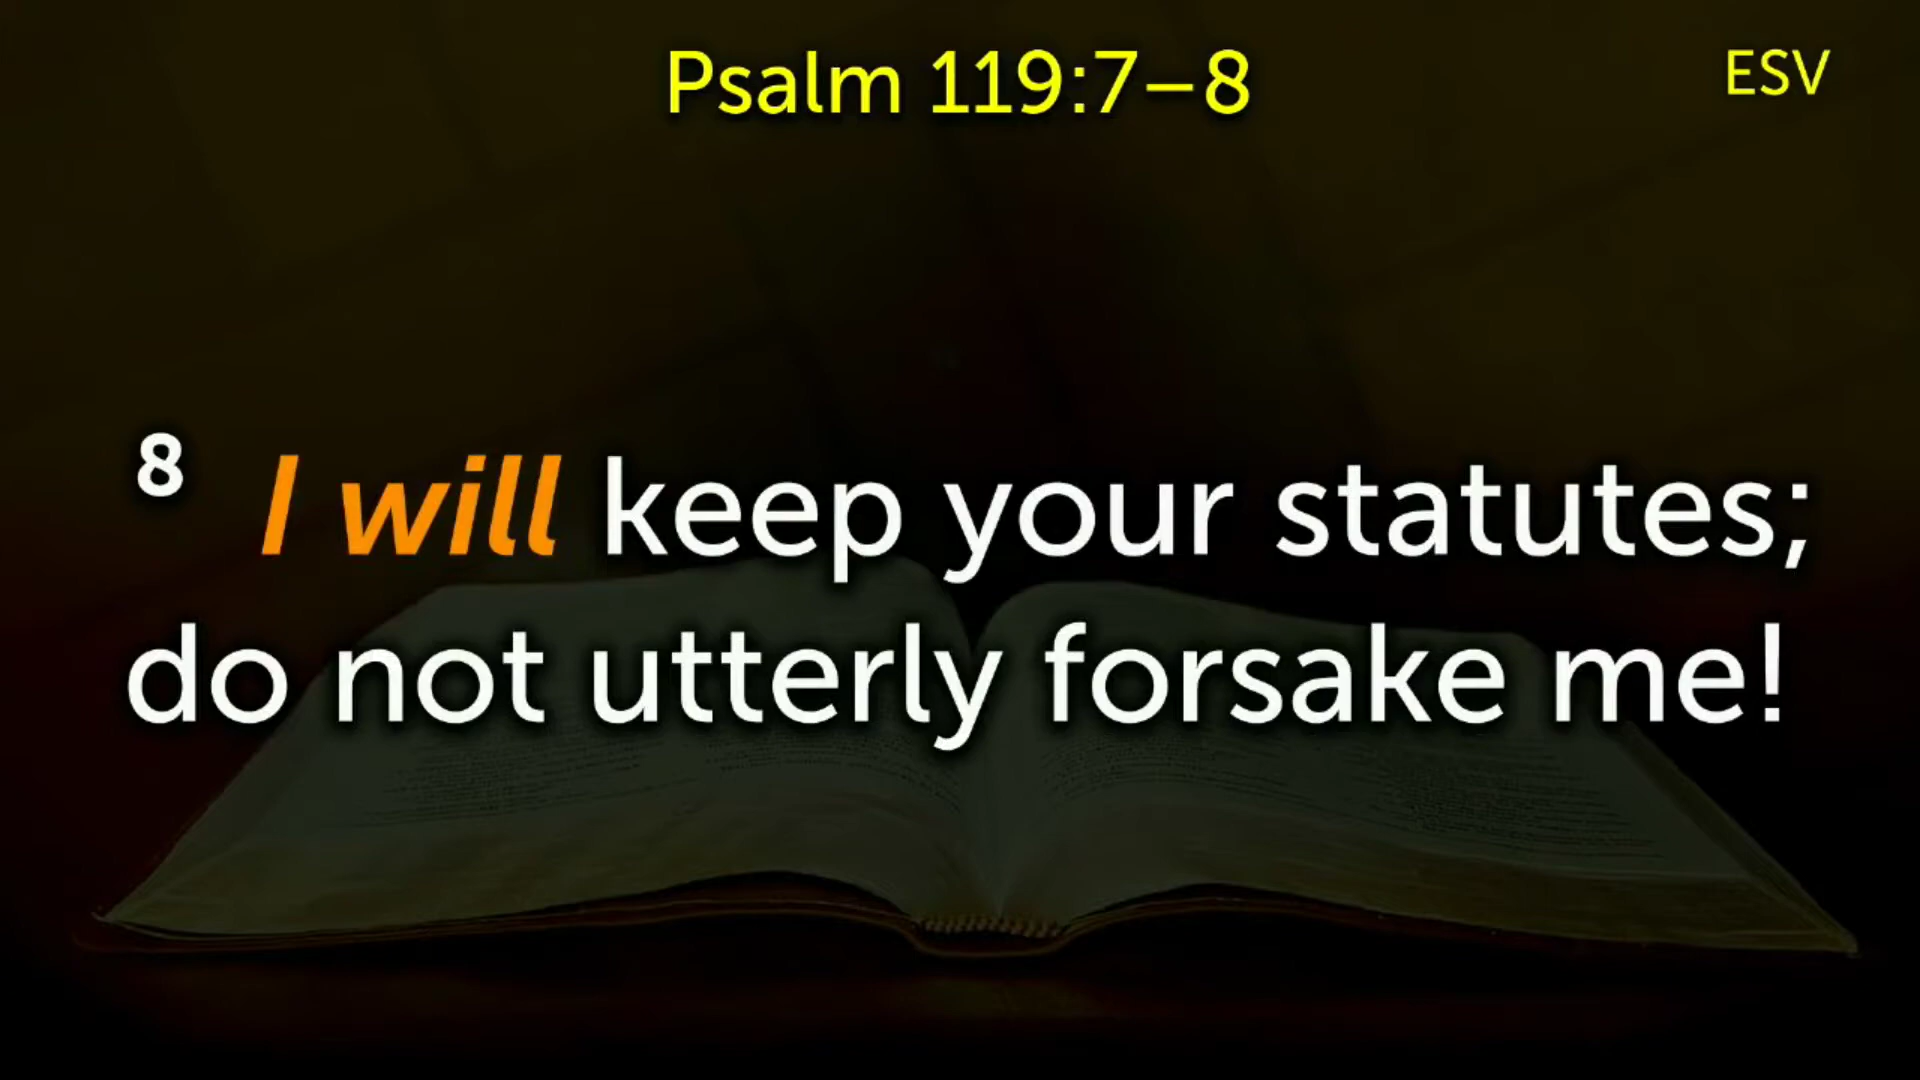 Psalm 119:7–8
ESV
8 I will keep your statutes;
do not utterly forsake me!